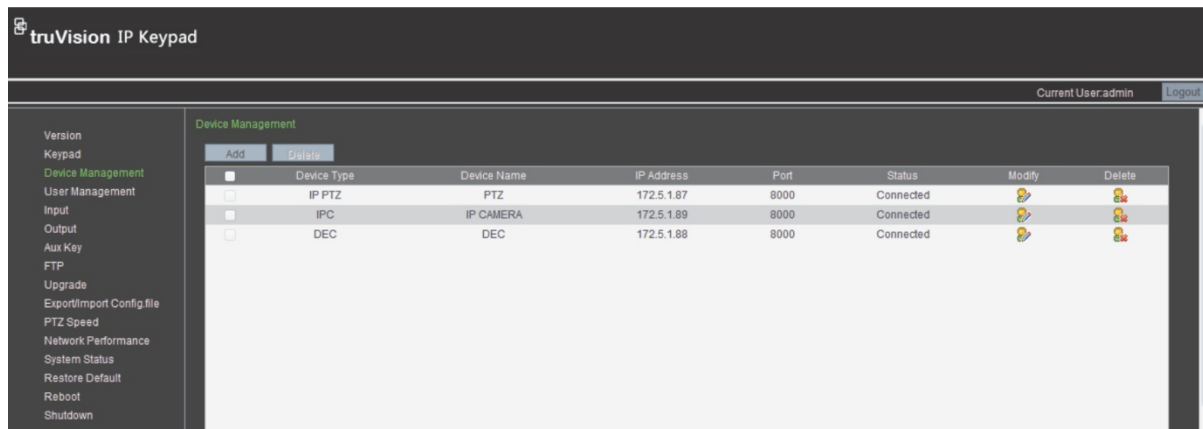 truVision IP Keypad
Current User:admin Logout
Version
Keypad
Device Management
User Management
Input
Output
Aux Key
FTP
Upgrade
Export/Import Config.file
PTZ Speed
Network Performance
System Status
Restore Default
Reboot
Shutdown
Device Management
Add Delete
Device Type Device Name IP Address Port Status Modify Delete
IP PTZ PTZ 172.5.1.87 8000 Connected
IPC IP CAMERA 172.5.1.89 8000 Connected
DEC DEC 172.5.1.88 8000 Connected